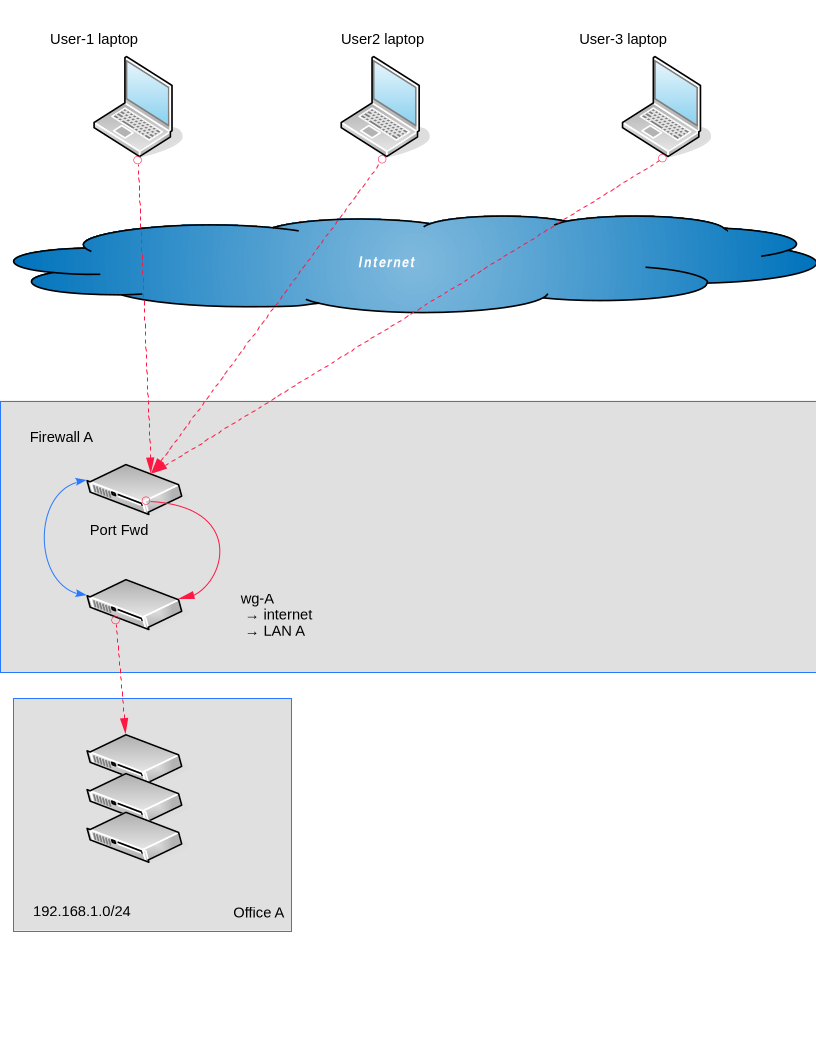 User-1 laptop
User2 laptop
User-3 laptop
Internet
Firewall A
Port Fwd
wg-A
→ internet
→ LAN A
192.168.1.0/24
Office A